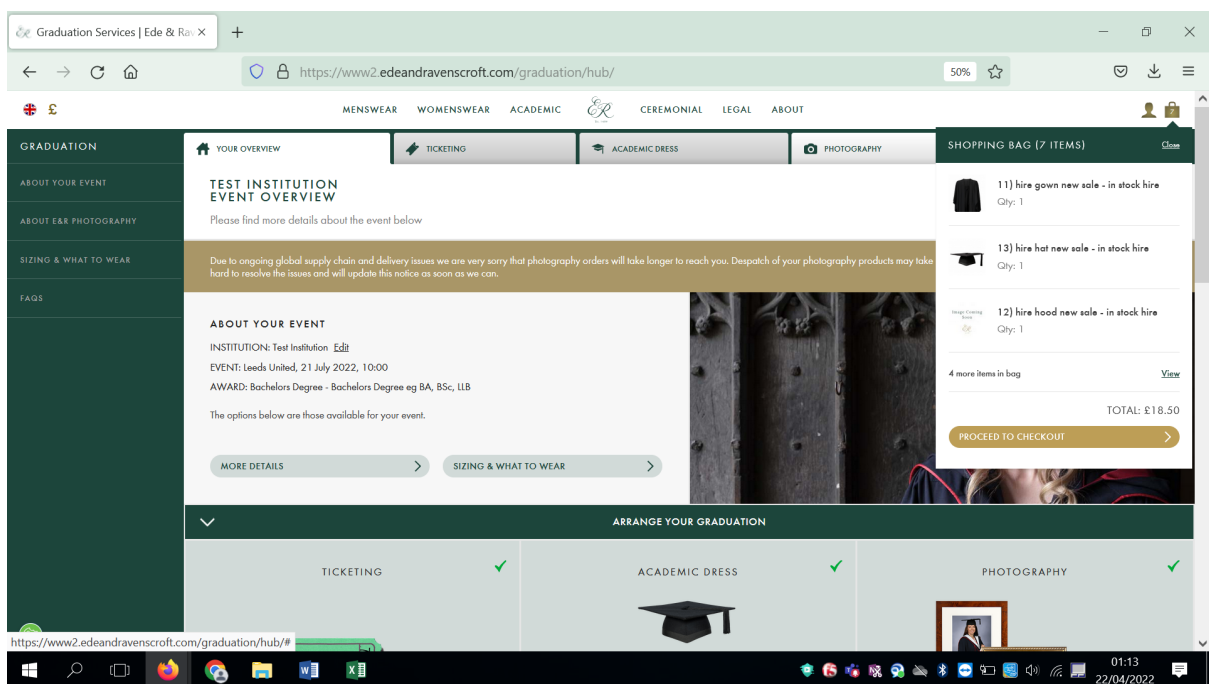 Graduation Services | Ede & Rav
https://www2.edeandravenscroft.com/graduation/hub/
50%
£
MENSWEAR WOMENSWEAR ACADEMIC ER CEREMONIAL LEGAL ABOUT
7
GRADUATION
ABOUT YOUR EVENT
ABOUT E&R PHOTOGRAPHY
SIZING & WHAT TO WEAR
FAQS
YOUR OVERVIEW
TICKETING
ACADEMIC DRESS
PHOTOGRAPHY
TEST INSTITUTION
EVENT OVERVIEW
Please find more details about the event below
Due to ongoing global supply chain and delivery issues we are very sorry that photography orders will take longer to reach you. Despatch of your photography products may take
hard to resolve the issues and will update this notice as soon as we can.
ABOUT YOUR EVENT
INSTITUTION: Test Institution Edit
EVENT: Leeds United, 21 July 2022, 10:00
AWARD: Bachelors Degree - Bachelors Degree eg BA, BSc, LLB
The options below are those available for your event.
MORE DETAILS
SIZING & WHAT TO WEAR
SHOPPING BAG (7 ITEMS) Close
11) hire gown new sale - in stock hire
Qty: 1
13) hire hat new sale - in stock hire
Qty: 1
Image Coming
Soon
12) hire hood new sale - in stock hire
Qty: 1
4 more items in bag View
TOTAL: £18.50
PROCEED TO CHECKOUT
ARRANGE YOUR GRADUATION
TICKETING
ACADEMIC DRESS
PHOTOGRAPHY
https://www2.edeandravenscroft.com/graduation/hub/#
01:13
22/04/2022